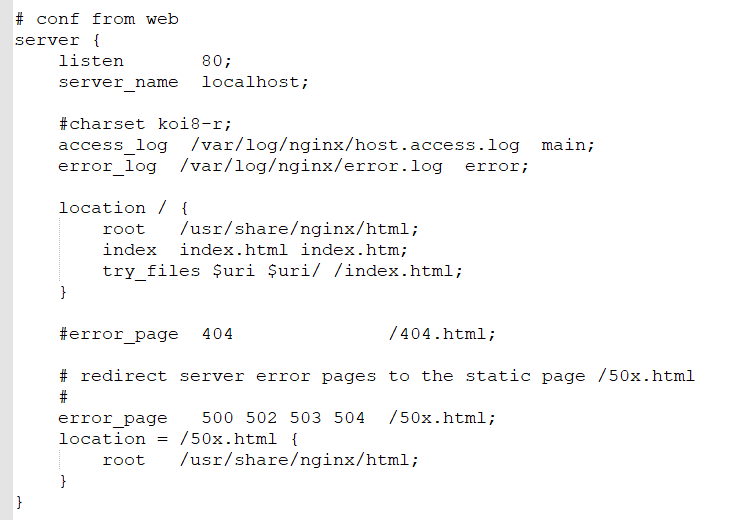 # conf from web
server {
    listen       80;
    server_name  localhost;

    #charset koi8-r;
    access_log  /var/log/nginx/host.access.log  main;
    error_log  /var/log/nginx/error.log  error;

    location / {
        root   /usr/share/nginx/html;
        index  index.html index.htm;
        try_files $uri $uri/ /index.html;
    }

    #error_page  404              /404.html;

    # redirect server error pages to the static page /50x.html
    #
    error_page   500 502 503 504  /50x.html;
    location = /50x.html {
        root   /usr/share/nginx/html;
    }
}